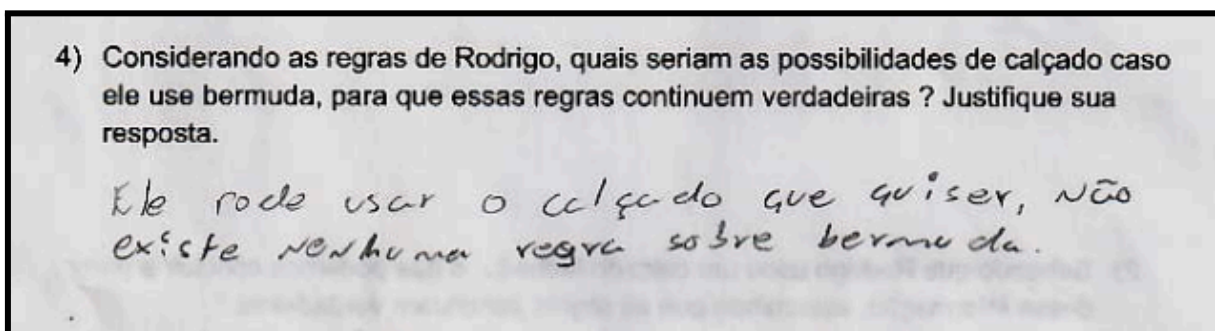 4) Considerando as regras de Rodrigo, quais seriam as possibilidades de calçado caso
ele use bermuda, para que essas regras continuem verdadeiras ? Justifique sua
resposta.
Ele pode usar o calçado que quiser, não
existe nenhuma regra sobre bermuda.